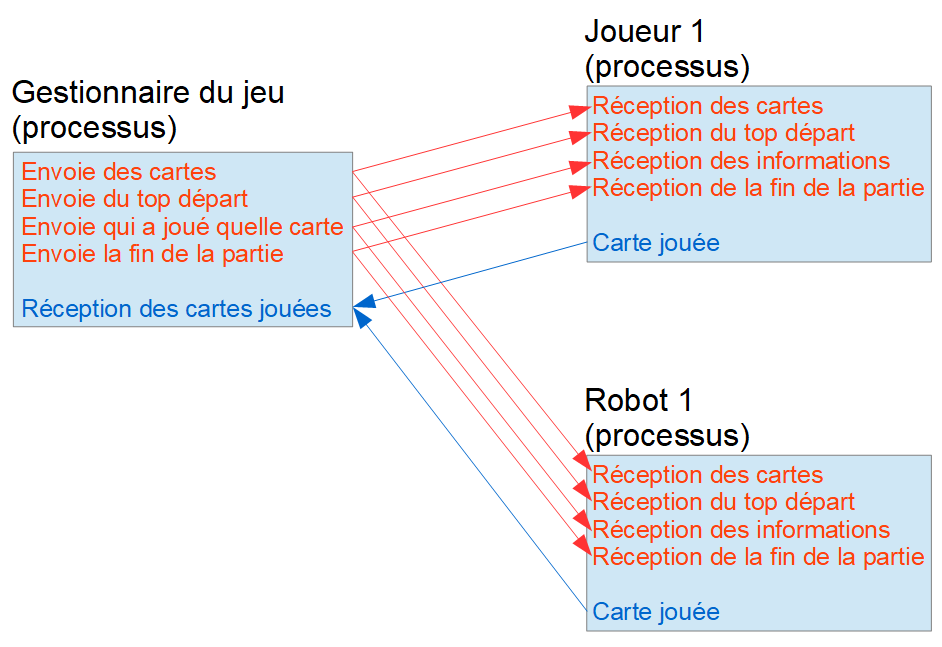 Gestionnaire du jeu
(processus)
Envoie des cartes
Envoie du top départ
Envoie qui a joué quelle carte
Envoie la fin de la partie
Réception des cartes jouées
Joueur 1
(processus)
Réception des cartes
Réception du top départ
Réception des informations
Réception de la fin de la partie
Carte jouée
Robot 1
(processus)
Réception des cartes
Réception du top départ
Réception des informations
Réception de la fin de la partie
Carte jouée